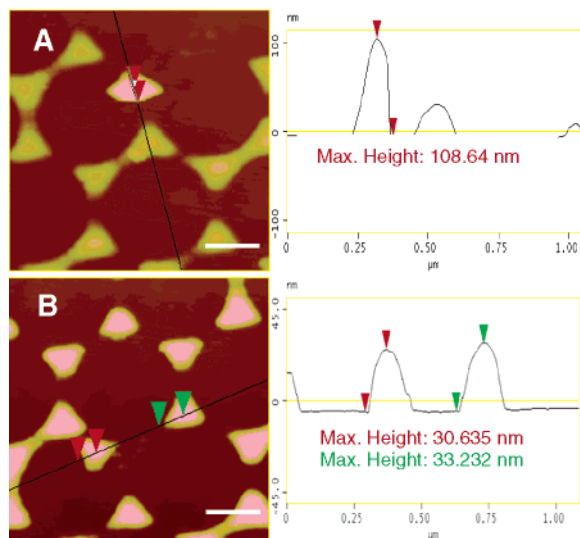 A
nm
100
0
-100
Max. Height: 108.64 nm
0 0.25 0.50 0.75 1.00
µm
B
nm
45.0
0
-45.0
Max. Height: 30.635 nm
Max. Height: 33.232 nm
0 0.25 0.50 0.75
µm